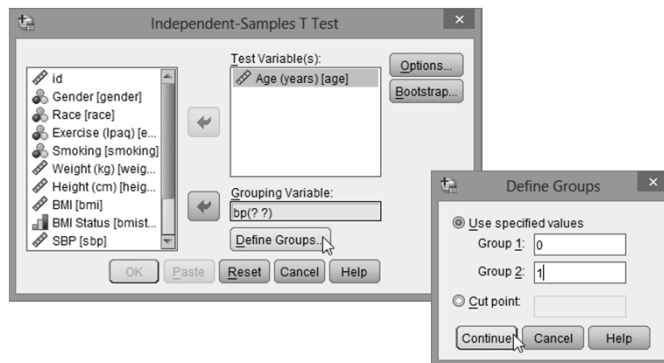 Independent-Samples T Test
Test Variable(s):
id
Gender [gender]
Race [race]
Exercise (Ipaq) [e...
Smoking [smoking]
Weight (kg) [weig...
Height (cm) [heig...
BMI [bmi]
BMI Status [bmist...
SBP [sbp]
Age (years) [age]
Options...
Bootstrap...
Grouping Variable:
bp(? ?)
Define Groups...
OK
Paste
Reset
Cancel
Help
Define Groups
Use specified values
Group 1: 0
Group 2: 1
Cut point:
Continue
Cancel
Help